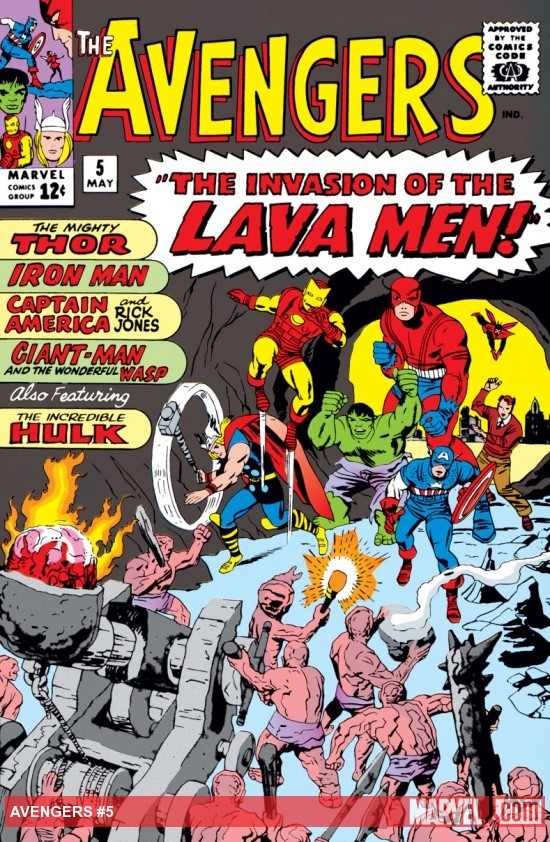 THE AVENGERS
IND.
APPROVED
BY THE
COMICS
CODE
CA
AUTHORITY
MARVEL
COMICS
GROUP 12¢
5
MAY
"THE INVASION OF THE
LAVA MEN!"
THE MIGHTY
THOR
IRON MAN
CAPTAIN and RICK
AMERICA JONES
GIANT-MAN
AND THE WONDERFUL WASP
Also Featuring
THE INCREDIBLE
HULK
A
AVENGERS #5
MARVEL.com